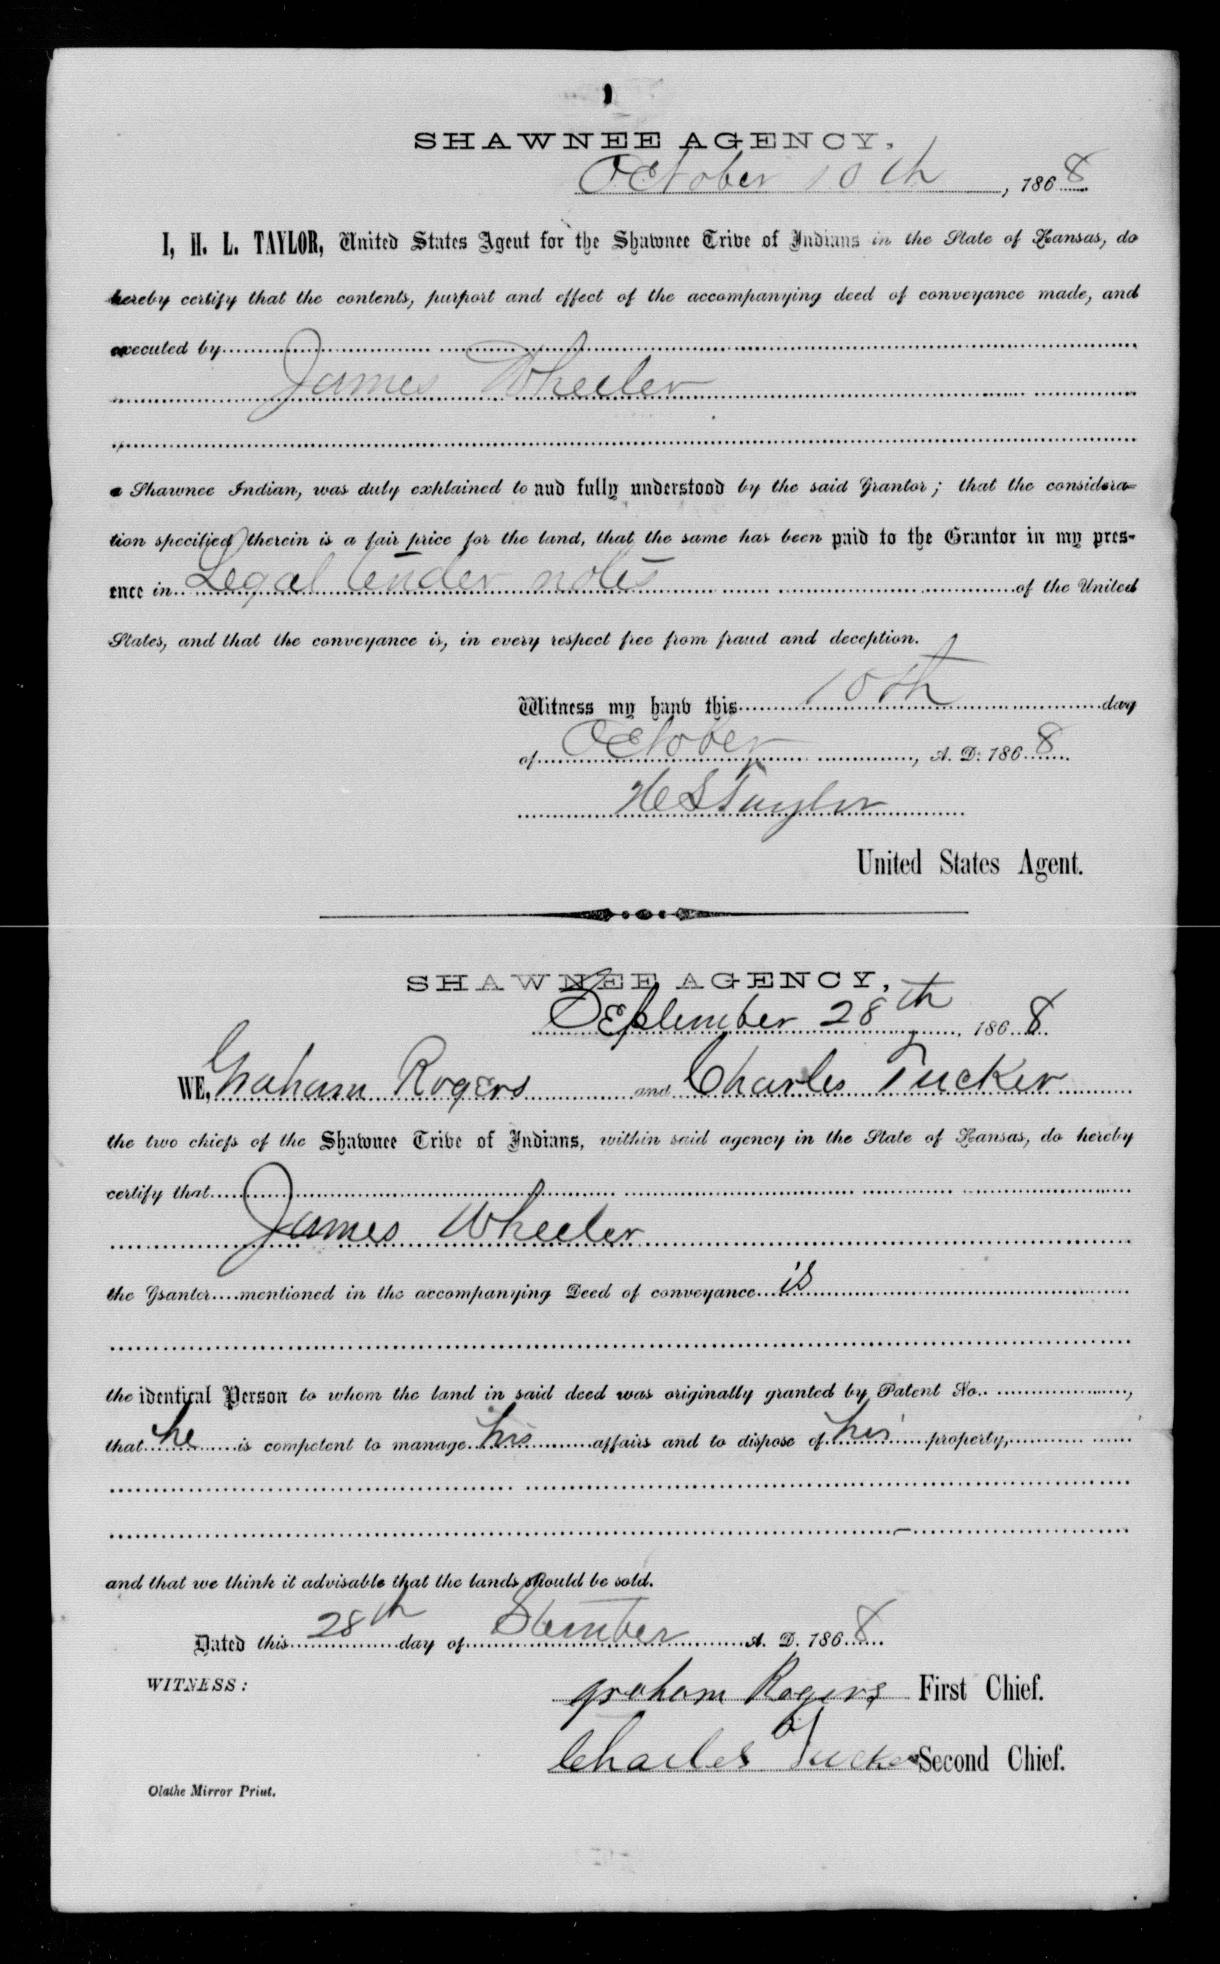 SHAWNEE AGENCY,
October 10th, 1868.
I, H. L. TAYLOR, United States Agent for the Shawnee Tribe of Indians in the State of Kansas, do
hereby certify that the contents, purport and effect of the accompanying deed of conveyance made, and
executed by
James Wheeler
a Shawnee Indian, was duly explained to and fully understood by the said Grantor; that the considera-
tion specified therein is a fair price for the land, that the same has been paid to the Grantor in my pres-
ence in Legal tender notes of the United
States, and that the conveyance is, in every respect free from fraud and deception.
Witness my hand this 10th day
of October, A. D. 1868.
H L Taylor
United States Agent.
SHAWNEE AGENCY,
September 28th, 1868.
WE, Graham Rogers and Charles Tucker
the two chiefs of the Shawnee Tribe of Indians, within said agency in the State of Kansas, do hereby
certify that
James Wheeler
the Grantor mentioned in the accompanying Deed of conveyance is
the identical Person to whom the land in said deed was originally granted by Patent No.,
that he is competent to manage his affairs and to dispose of his property,
and that we think it advisable that the lands should be sold.
Dated this 28th day of Stember A. D. 1868.
WITNESS:
graham Rogers First Chief.
Charles Tucker Second Chief.
Olathe Mirror Print.